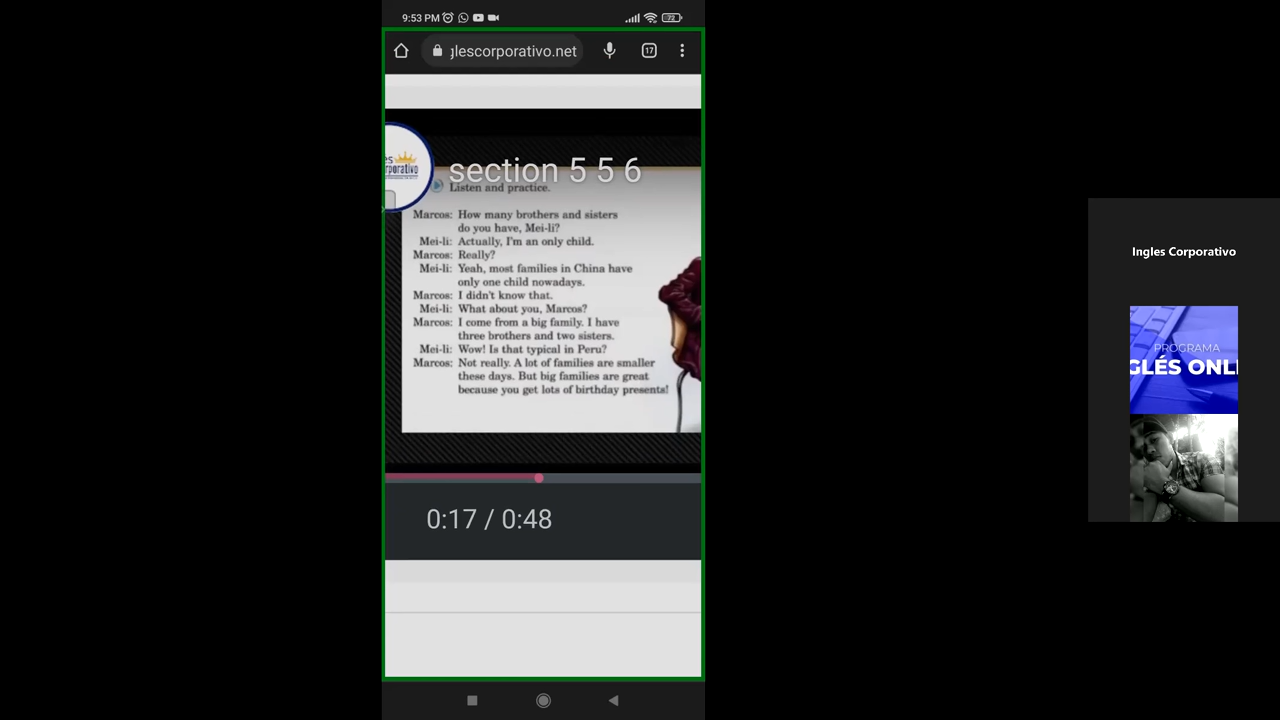 9:53 PM
72
glescorporativo.net
17
es
rporativo
section 5 5 6
Listen and practice.
Marcos: How many brothers and sisters
do you have, Mei-li?
Mei-li: Actually, I'm an only child.
Marcos: Really?
Mei-li: Yeah, most families in China have
only one child nowadays.
Marcos: I didn't know that.
Mei-li: What about you, Marcos?
Marcos: I come from a big family. I have
three brothers and two sisters.
Mei-li: Wow! Is that typical in Peru?
Marcos: Not really. A lot of families are smaller
these days. But big families are great
because you get lots of birthday presents!
0:17 / 0:48
Ingles Corporativo
PROGRAMA
GLÉS ONLI